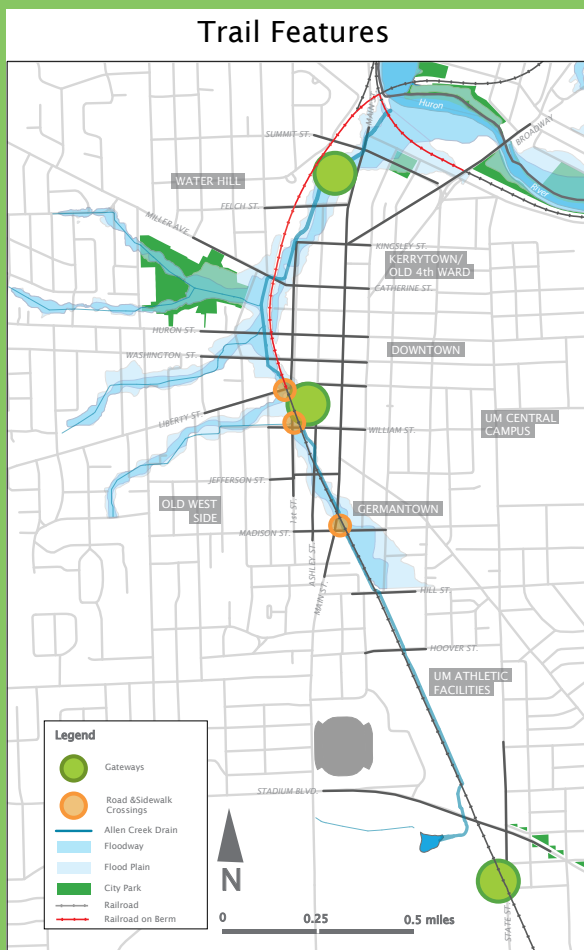 Trail Features
Huron
River
MAIN
BROADWAY
SUMMIT ST.
WATER HILL
FELCH ST.
MILLER AVE.
KINGSLEY ST.
KERRYTOWN/
OLD 4th WARD
CATHERINE ST.
HURON ST.
DOWNTOWN
WASHINGTON ST.
LIBERTY ST.
UM CENTRAL
CAMPUS
WILLIAM ST.
JEFFERSON ST.
OLD WEST
SIDE
1st ST.
GERMANTOWN
MADISON ST.
ASHLEY ST.
MAIN ST.
HILL ST.
HOOVER ST.
UM ATHLETIC
FACILITIES
STADIUM BLVD.
STATE ST.
Legend
Gateways
Road &Sidewalk
Crossings
Allen Creek Drain
Floodway
Flood Plain
City Park
Railroad
Railroad on Berm
N
0 0.25 0.5 miles